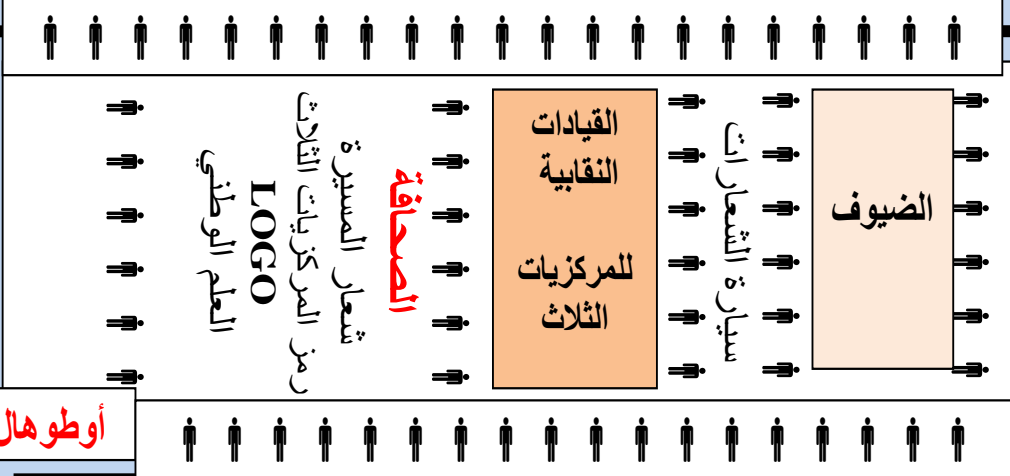 الضيوف
سيارة الشعارات
القيادات
النقابية
للمركزيات
الثلاث
الصحافة
شعار المسيرة
رمز المركزيات الثلاث
LOGO
العلم الوطني
أوطوهال